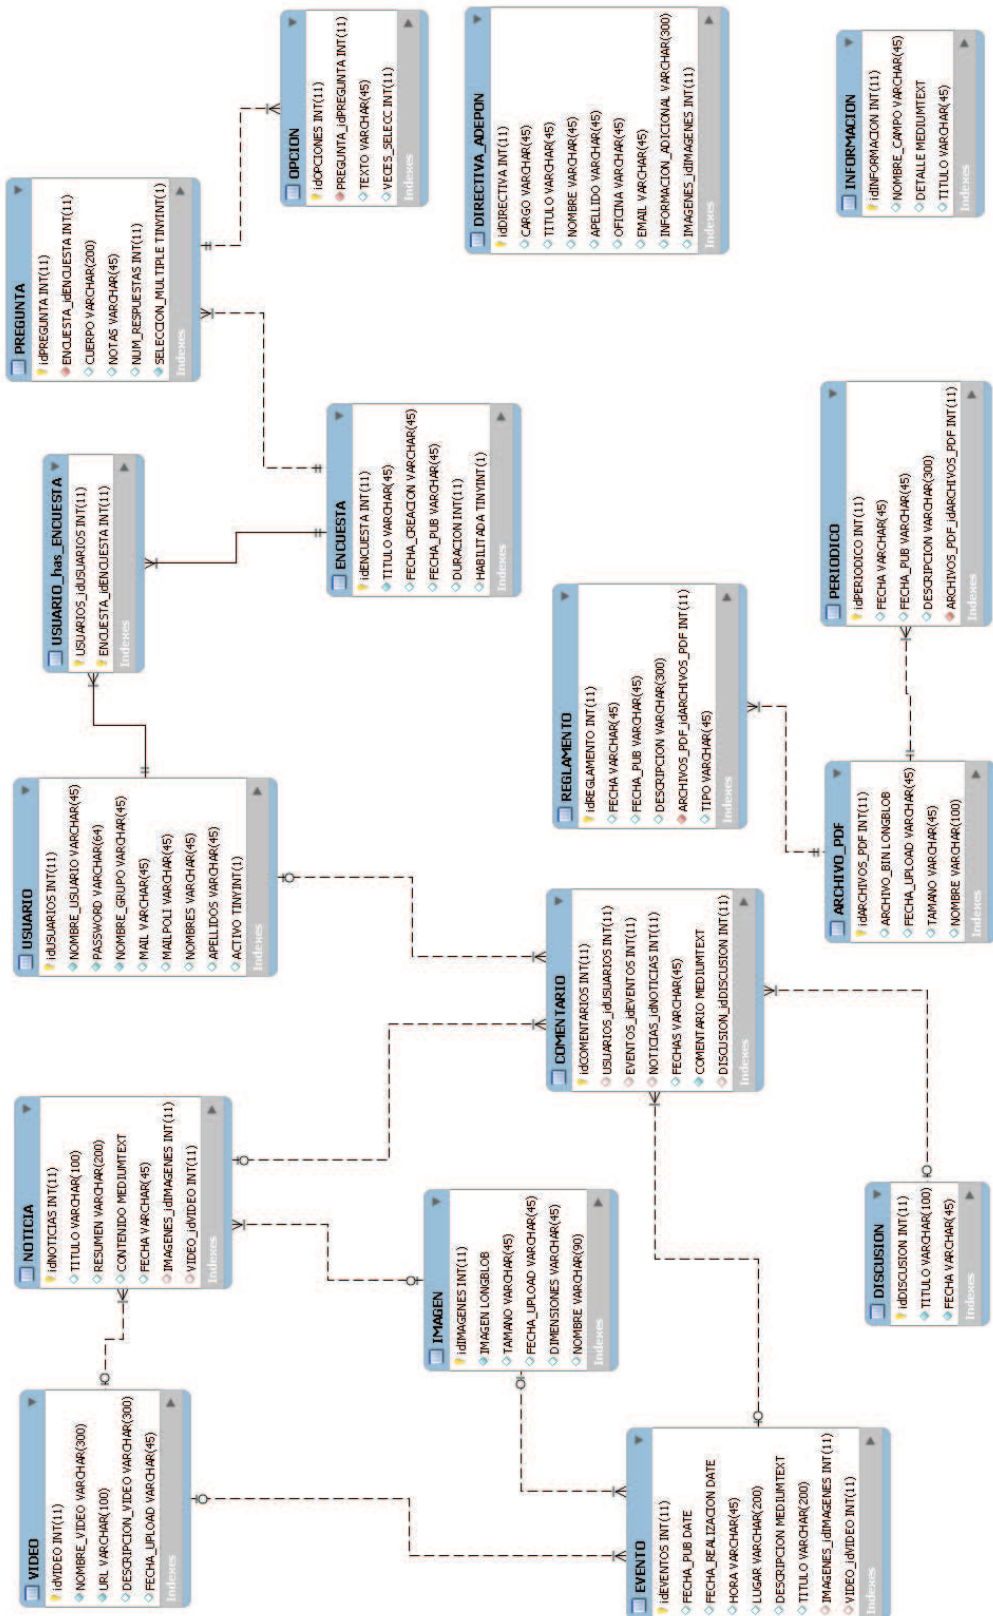 VIDEO
idVIDEO INT(11)
NOMBRE_VIDEO VARCHAR(300)
URL VARCHAR(100)
DESCRIPCION_VIDEO VARCHAR(300)
FECHA_UPLOAD VARCHAR(45)
Indexes
NOTICIA
idNOTICIAS INT(11)
TITULO VARCHAR(100)
RESUMEN VARCHAR(200)
CONTENIDO MEDIUMTEXT
FECHA VARCHAR(45)
IMAGENES_idIMAGENES INT(11)
VIDEO_idVIDEO INT(11)
Indexes
USUARIO
idUSUARIOS INT(11)
NOMBRE_USUARIO VARCHAR(45)
PASSWORD VARCHAR(64)
NOMBRE_GRUPO VARCHAR(45)
MAIL VARCHAR(45)
MAILPOLI VARCHAR(45)
NOMBRES VARCHAR(45)
APELLIDOS VARCHAR(45)
ACTIVO TINYINT(1)
Indexes
USUARIO_has_ENCUESTA
USUARIOS_idUSUARIOS INT(11)
ENCUESTA_idENCUESTA INT(11)
Indexes
PREGUNTA
idPREGUNTA INT(11)
ENCUESTA_idENCUESTA INT(11)
CUERPO VARCHAR(200)
NOTAS VARCHAR(45)
NUM_RESPUESTAS INT(11)
SELECCION_MULTIPLE TINYINT(1)
Indexes
OPCION
idOPCIONES INT(11)
PREGUNTA_idPREGUNTA INT(11)
TEXTO VARCHAR(45)
VECES_SELECC INT(11)
Indexes
ENCUESTA
idENCUESTA INT(11)
TITULO VARCHAR(45)
FECHA_CREACION VARCHAR(45)
FECHA_PUB VARCHAR(45)
DURACION INT(11)
HABILITADA TINYINT(1)
Indexes
IMAGEN
idIMAGENES INT(11)
IMAGEN LONGBLOB
TAMANO VARCHAR(45)
FECHA_UPLOAD VARCHAR(45)
DIMENSIONES VARCHAR(45)
NOMBRE VARCHAR(90)
Indexes
DIRECTIVA_ADEPON
idDIRECTIVA INT(11)
CARGO VARCHAR(45)
TITULO VARCHAR(45)
NOMBRE VARCHAR(45)
APELLIDO VARCHAR(45)
OFICINA VARCHAR(45)
EMAIL VARCHAR(45)
INFORMACION_ADICIONAL VARCHAR(300)
IMAGENES_idIMAGENES INT(11)
Indexes
COMENTARIO
idCOMENTARIOS INT(11)
USUARIOS_idUSUARIOS INT(11)
EVENTOS_idEVENTOS INT(11)
NOTICIAS_idNOTICIAS INT(11)
FECHAS VARCHAR(45)
COMENTARIO MEDIUMTEXT
DISCUSION_idDISCUSION INT(11)
Indexes
REGLAMENTO
idREGLAMENTO INT(11)
FECHA VARCHAR(45)
FECHA_PUB VARCHAR(45)
DESCRIPCION VARCHAR(300)
ARCHIVOS_PDF_idARCHIVOS_PDF INT(11)
TIPO VARCHAR(45)
Indexes
EVENTO
idEVENTOS INT(11)
FECHA_PUB DATE
FECHA_REALIZACION DATE
HORA VARCHAR(45)
LUGAR VARCHAR(200)
DESCRIPCION MEDIUMTEXT
TITULO VARCHAR(200)
IMAGENES_idIMAGENES INT(11)
VIDEO_idVIDEO INT(11)
Indexes
DISCUSION
idDISCUSION INT(11)
TITULO VARCHAR(100)
FECHA VARCHAR(45)
Indexes
ARCHIVO_PDF
idARCHIVOS_PDF INT(11)
ARCHIVO_BIN LONGBLOB
FECHA_UPLOAD VARCHAR(45)
TAMANO VARCHAR(45)
NOMBRE VARCHAR(100)
Indexes
PERIODICO
idPERIODICO INT(11)
FECHA VARCHAR(45)
FECHA_PUB VARCHAR(45)
DESCRIPCION VARCHAR(300)
ARCHIVOS_PDF_idARCHIVOS_PDF INT(11)
Indexes
INFORMACION
idINFORMACION INT(11)
NOMBRE_CAMPO VARCHAR(45)
DETALLE MEDIUMTEXT
TITULO VARCHAR(45)
Indexes